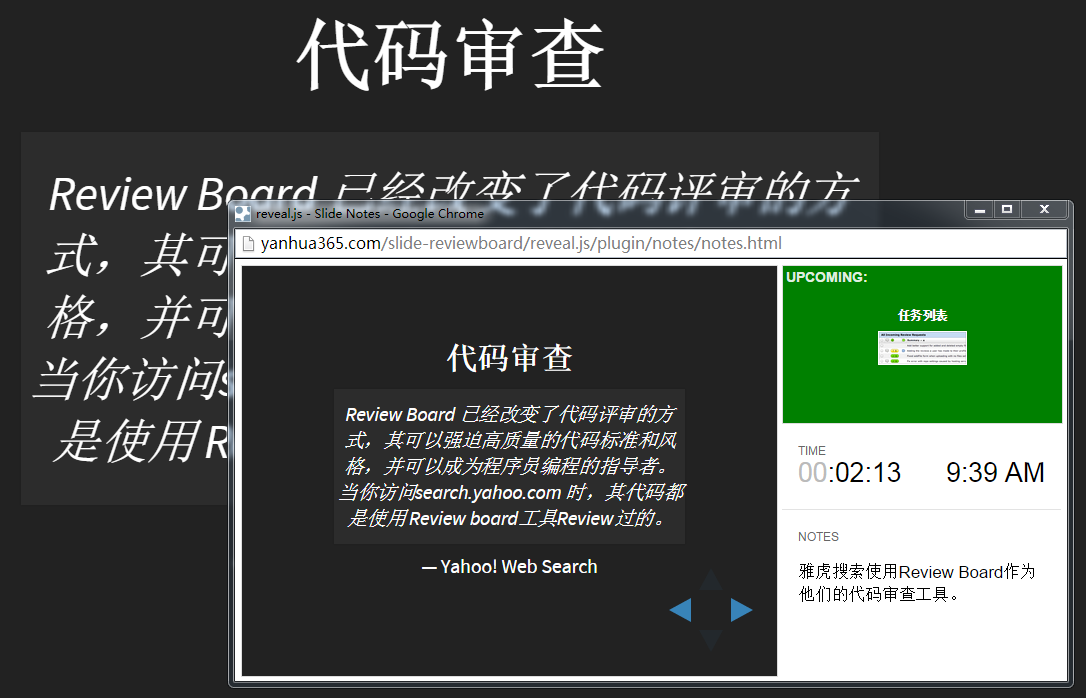 代码审查
Review Board 已经改变了代码评审的方
式，其可
格，并可
当你访问s
是使用 R
reveal.js - Slide Notes - Google Chrome
yanhua365.com/slide-reviewboard/reveal.js/plugin/notes/notes.html
代码审查
Review Board 已经改变了代码评审的方
式，其可以强迫高质量的代码标准和风
格，并可以成为程序员编程的指导者。
当你访问search.yahoo.com 时，其代码都
是使用 Review board工具Review过的。
— Yahoo! Web Search
UPCOMING:
任务列表
TIME
00:02:13 9:39 AM
NOTES
雅虎搜索使用Review Board作为
他们的代码审查工具。